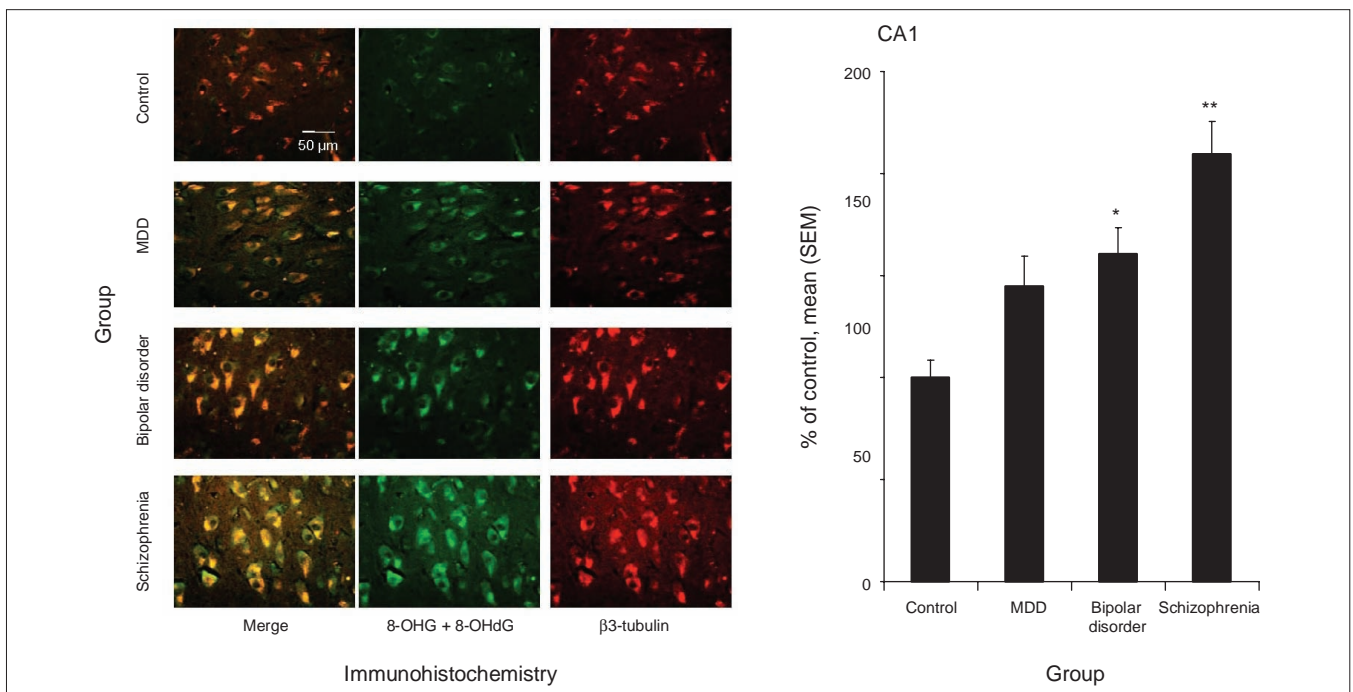 Group
Control
MDD
Bipolar disorder
Schizophrenia
50 µm
Merge
8-OHG + 8-OHdG
β3-tubulin
Immunohistochemistry
CA1
% of control, mean (SEM)
200
150
100
50
0
*
**
Control
MDD
Bipolar
disorder
Schizophrenia
Group